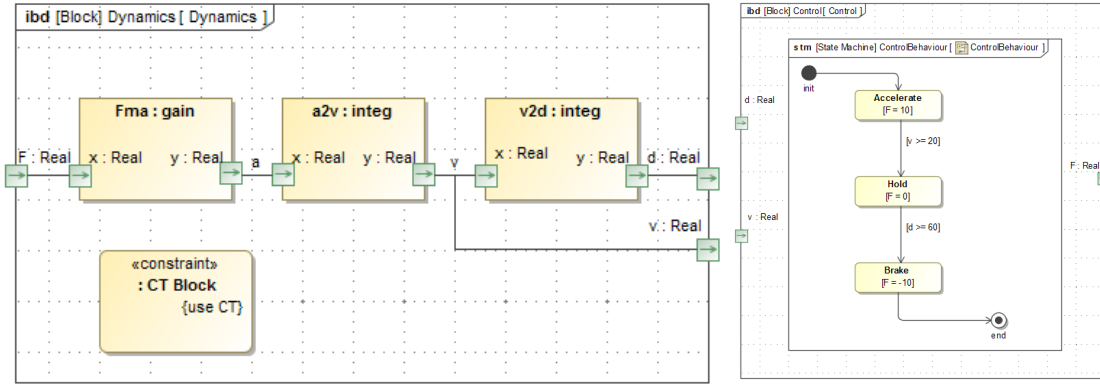 ibd [Block] Dynamics [ Dynamics ]
Fma : gain
a2v : integ
v2d : integ
F : Real
x : Real
y : Real
a
x : Real
y : Real
v
x : Real
y : Real
d : Real
v : Real
«constraint»
: CT Block
{use CT}
ibd [Block] Control [ Control ]
stm [State Machine] ControlBehaviour [ ControlBehaviour ]
init
d : Real
Accelerate
[F = 10]
[v >= 20]
F : Real
Hold
[F = 0]
v : Real
[d >= 60]
Brake
[F = -10]
end